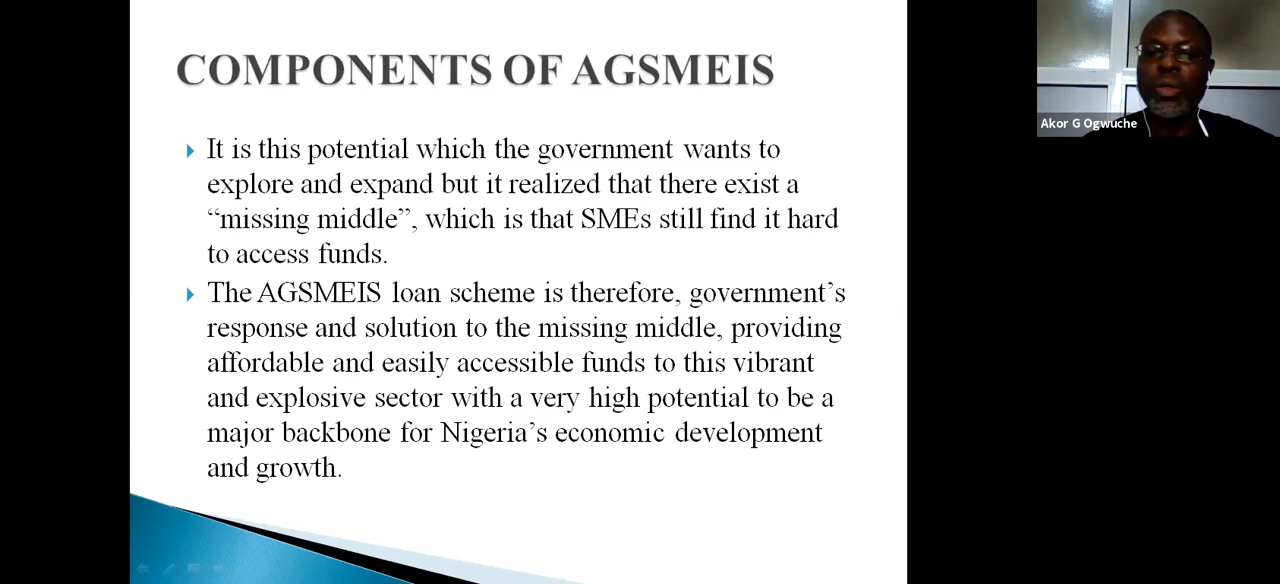 COMPONENTS OF AGSMEIS
It is this potential which the government wants to
explore and expand but it realized that there exist a
“missing middle”, which is that SMEs still find it hard
to access funds.
The AGSMEIS loan scheme is therefore, government’s
response and solution to the missing middle, providing
affordable and easily accessible funds to this vibrant
and explosive sector with a very high potential to be a
major backbone for Nigeria’s economic development
and growth.
Akor G Ogwuche